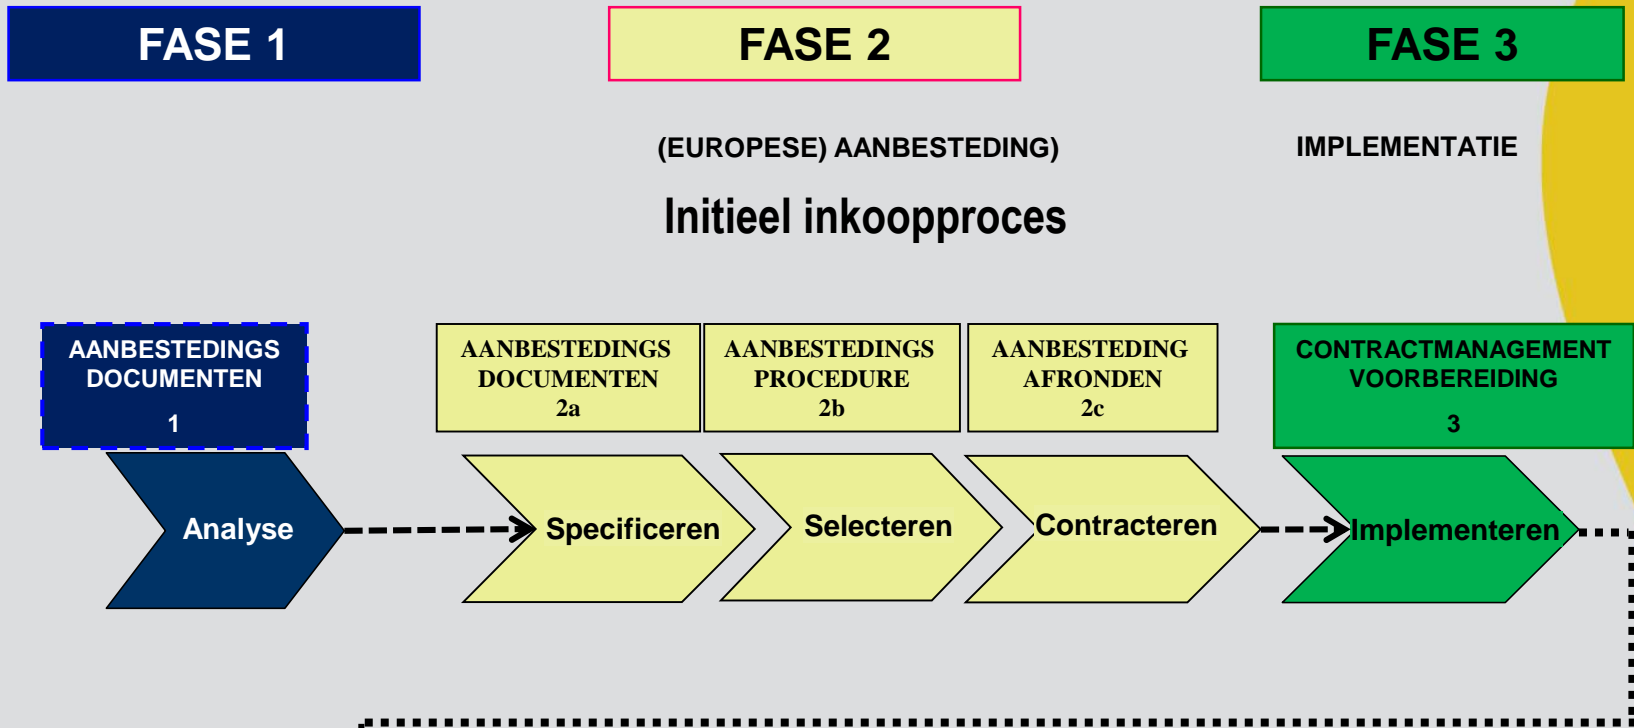 FASE 1
FASE 2
FASE 3
(EUROPESE) AANBESTEDING)
IMPLEMENTATIE
Initieel inkoopproces
AANBESTEDINGS
DOCUMENTEN
1
AANBESTEDINGS
DOCUMENTEN
2a
AANBESTEDINGS
PROCEDURE
2b
AANBESTEDING
AFRONDEN
2c
CONTRACTMANAGEMENT
VOORBEREIDING
3
Analyse
Specificeren
Selecteren
Contracteren
Implementeren